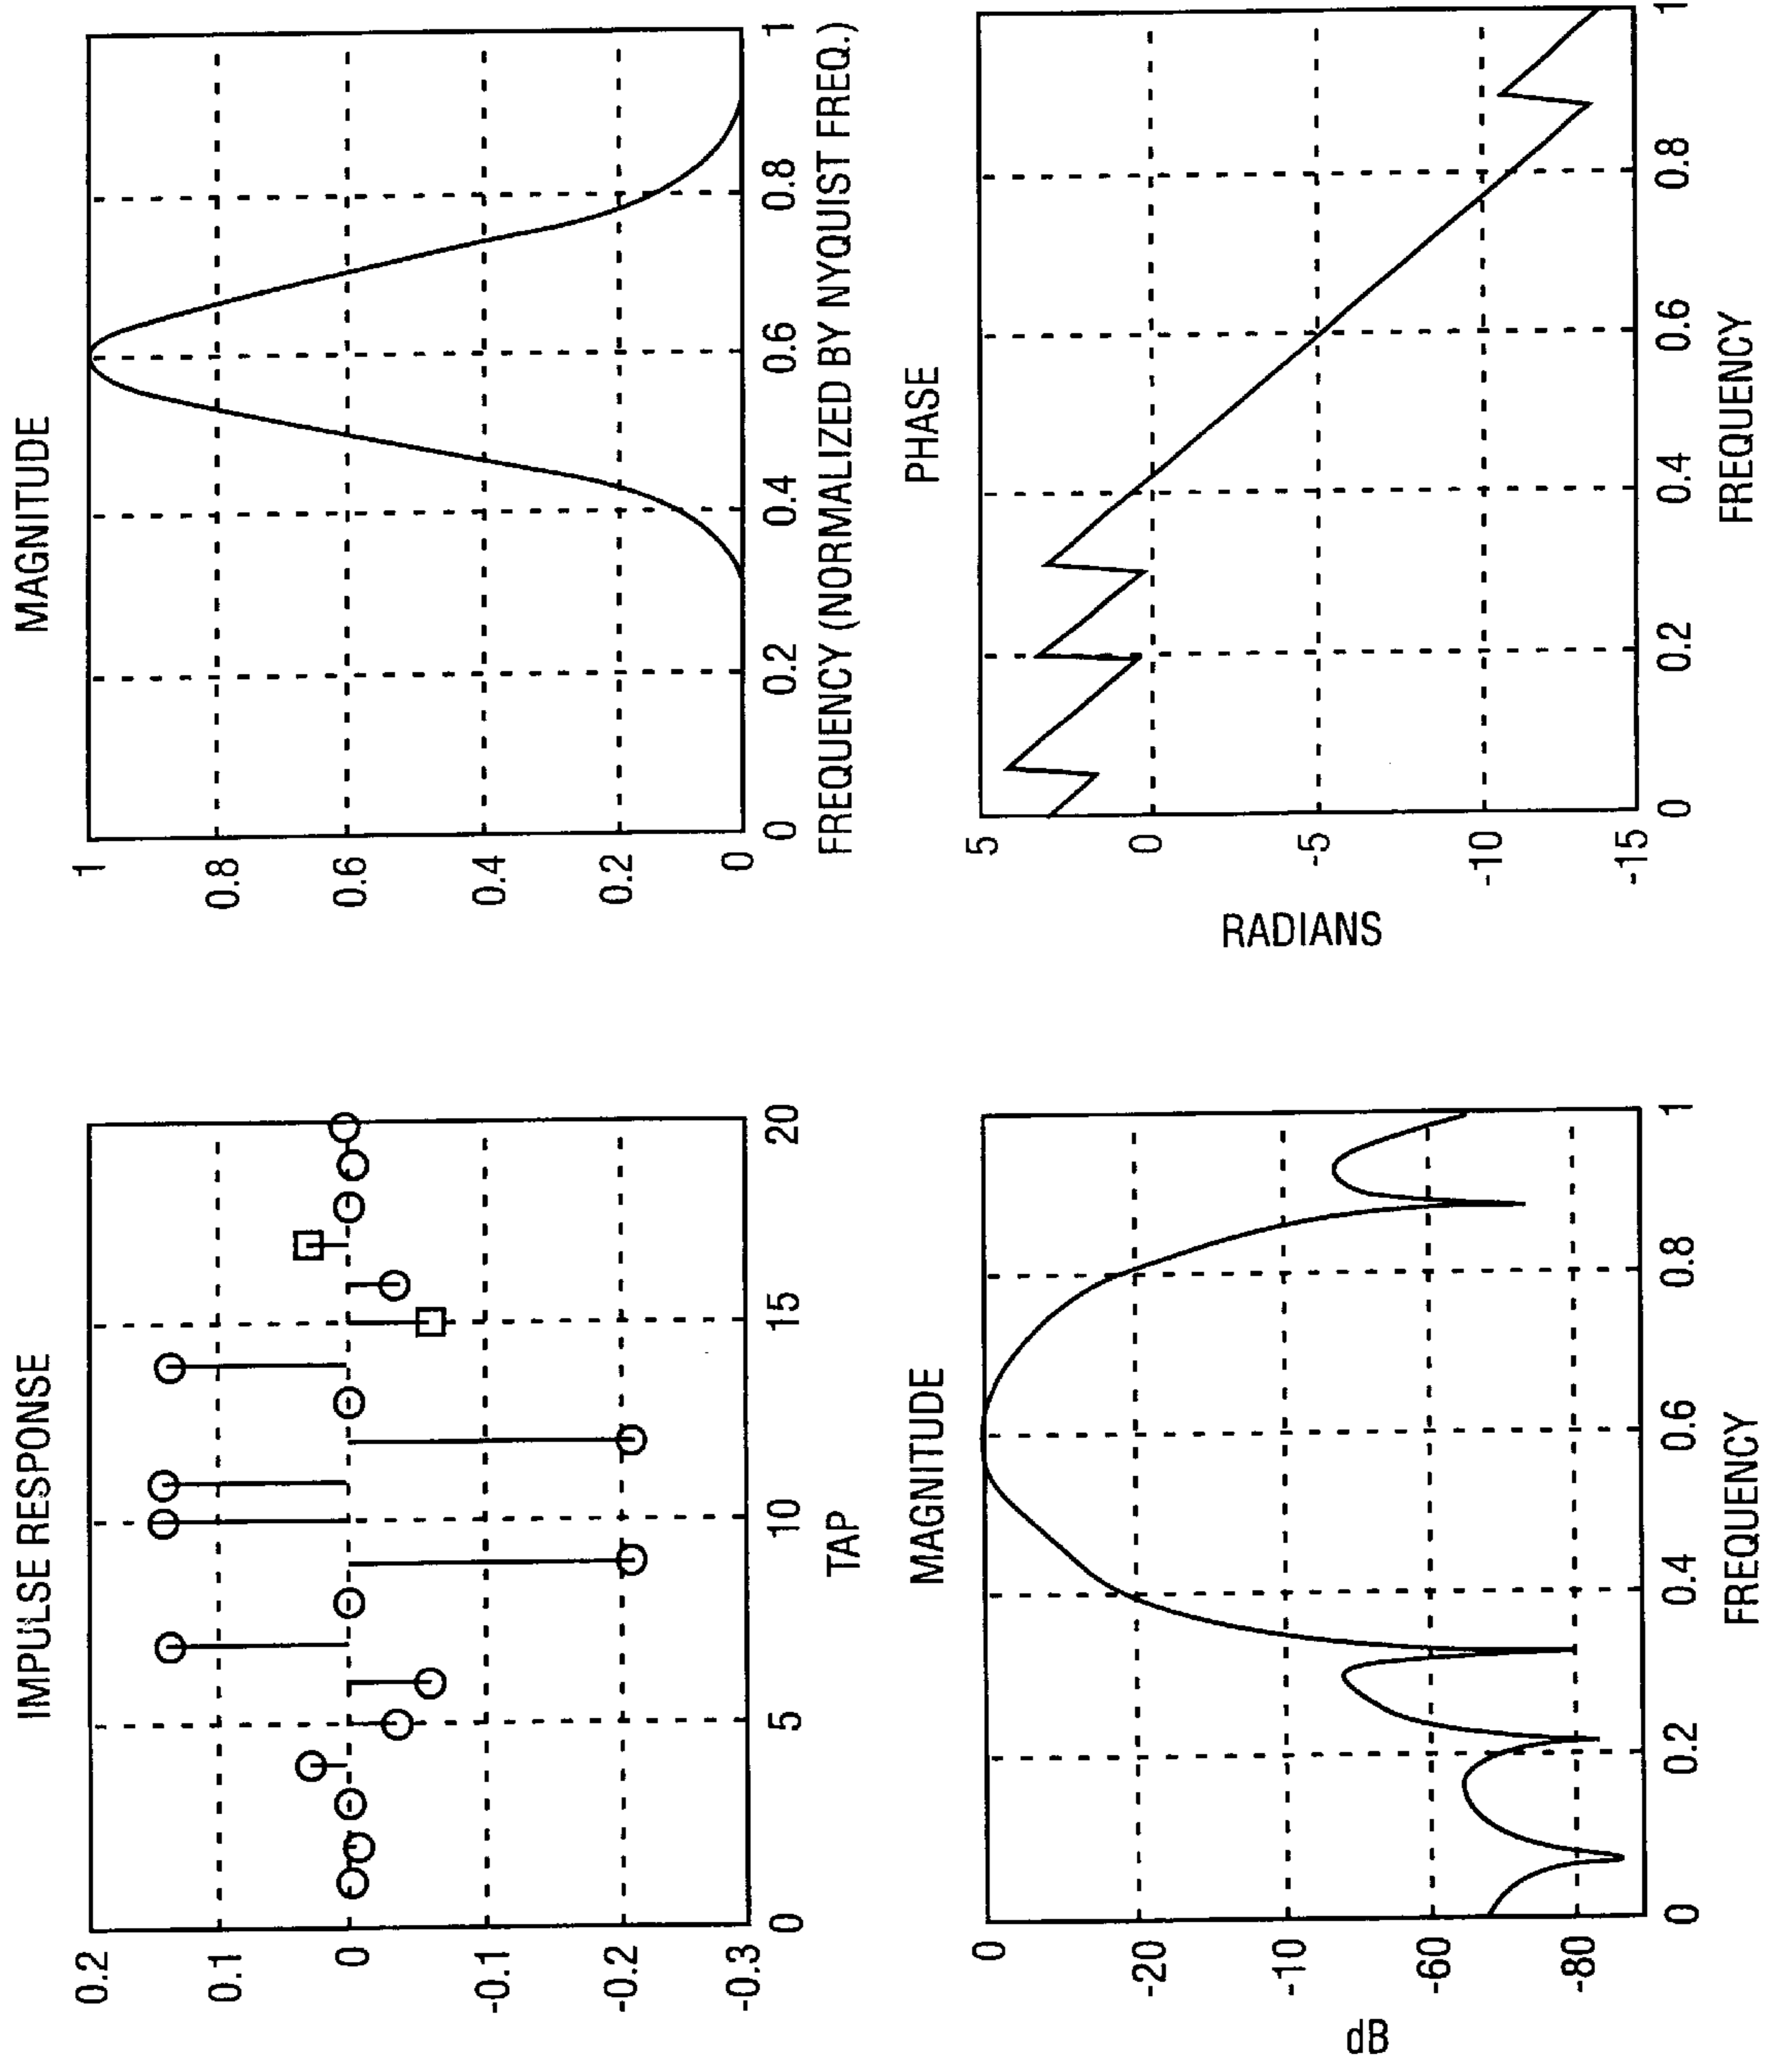 IMPULSE RESPONSE
0.2
0.1
0
-0.1
-0.2
-0.3
0 5 10 15 20
TAP
MAGNITUDE
1
0.8
0.6
0.4
0.2
0
0 0.2 0.4 0.6 0.8 1
FREQUENCY (NORMALIZED BY NYQUIST FREQ.)
MAGNITUDE
dB
0
-20
-10
-60
-80
0 0.2 0.4 0.6 0.8 1
FREQUENCY
PHASE
RADIANS
5
0
-5
-10
-15
0 0.2 0.4 0.6 0.8 1
FREQUENCY